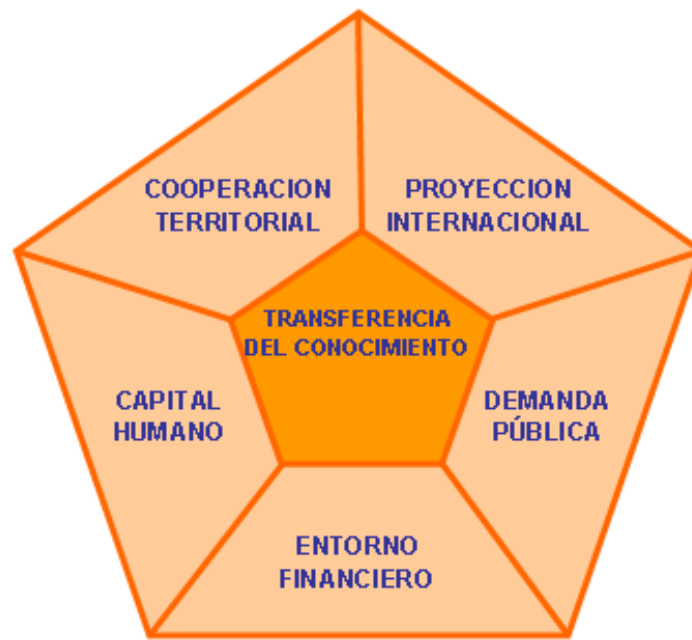 COOPERACION
TERRITORIAL
PROYECCION
INTERNACIONAL
TRANSFERENCIA
DEL CONOCIMIENTO
CAPITAL
HUMANO
DEMANDA
PÚBLICA
ENTORNO
FINANCIERO